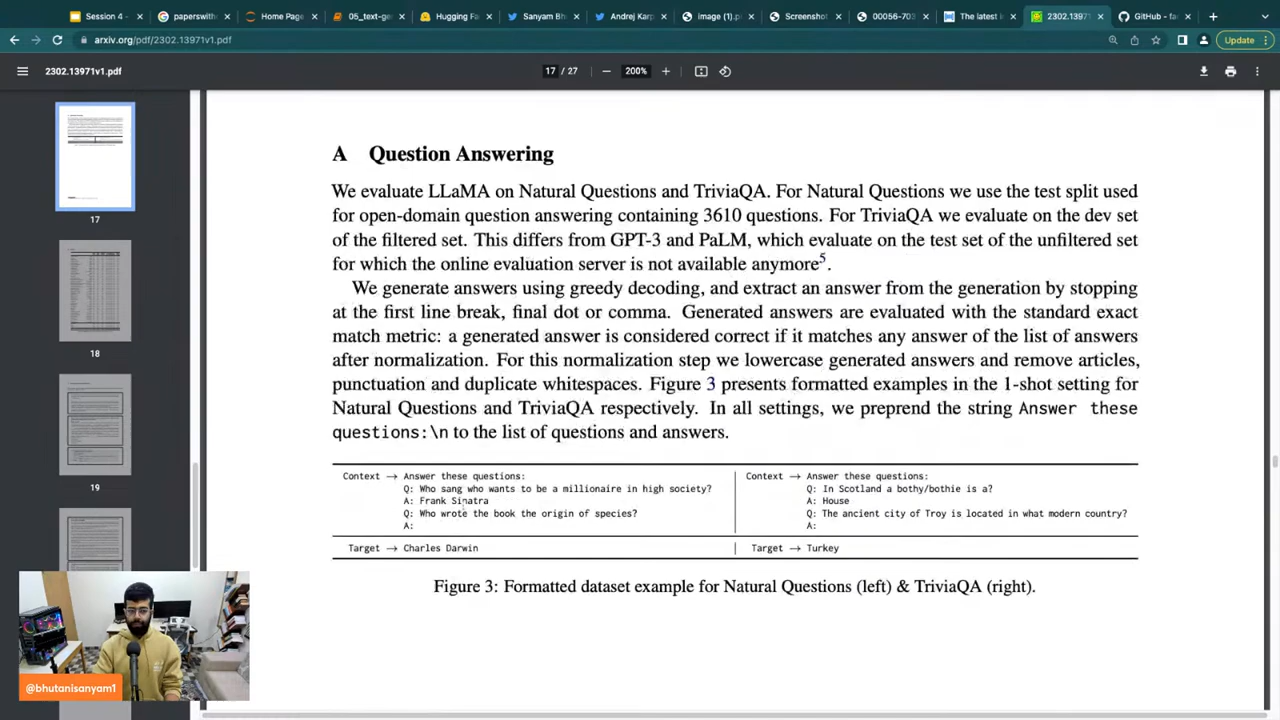 Session 4 -
paperswith
Home Page
05_text-ge
Hugging Fa
Sanyam Bh
Andrej Karp
Image (1).p
Screenshot
00056-703
The latest i
2302.13971
GitHub - fac
arxiv.org/pdf/2302.13971v1.pdf
Update
2302.13971v1.pdf
17 / 27
200%
17
18
19
A Question Answering
We evaluate LLaMA on Natural Questions and TriviaQA. For Natural Questions we use the test split used
for open-domain question answering containing 3610 questions. For TriviaQA we evaluate on the dev set
of the filtered set. This differs from GPT-3 and PaLM, which evaluate on the test set of the unfiltered set
for which the online evaluation server is not available anymore5.
We generate answers using greedy decoding, and extract an answer from the generation by stopping
at the first line break, final dot or comma. Generated answers are evaluated with the standard exact
match metric: a generated answer is considered correct if it matches any answer of the list of answers
after normalization. For this normalization step we lowercase generated answers and remove articles,
punctuation and duplicate whitespaces. Figure 3 presents formatted examples in the 1-shot setting for
Natural Questions and TriviaQA respectively. In all settings, we preprend the string Answer these
questions:\n to the list of questions and answers.
Context → Answer these questions:
Q: Who sang who wants to be a millionaire in high society?
A: Frank Sinatra
Q: Who wrote the book the origin of species?
A:
Target → Charles Darwin
Context → Answer these questions:
Q: In Scotland a bothy/bothie is a?
A: House
Q: The ancient city of Troy is located in what modern country?
A:
Target → Turkey
Figure 3: Formatted dataset example for Natural Questions (left) & TriviaQA (right).
@bhutanisanyam1